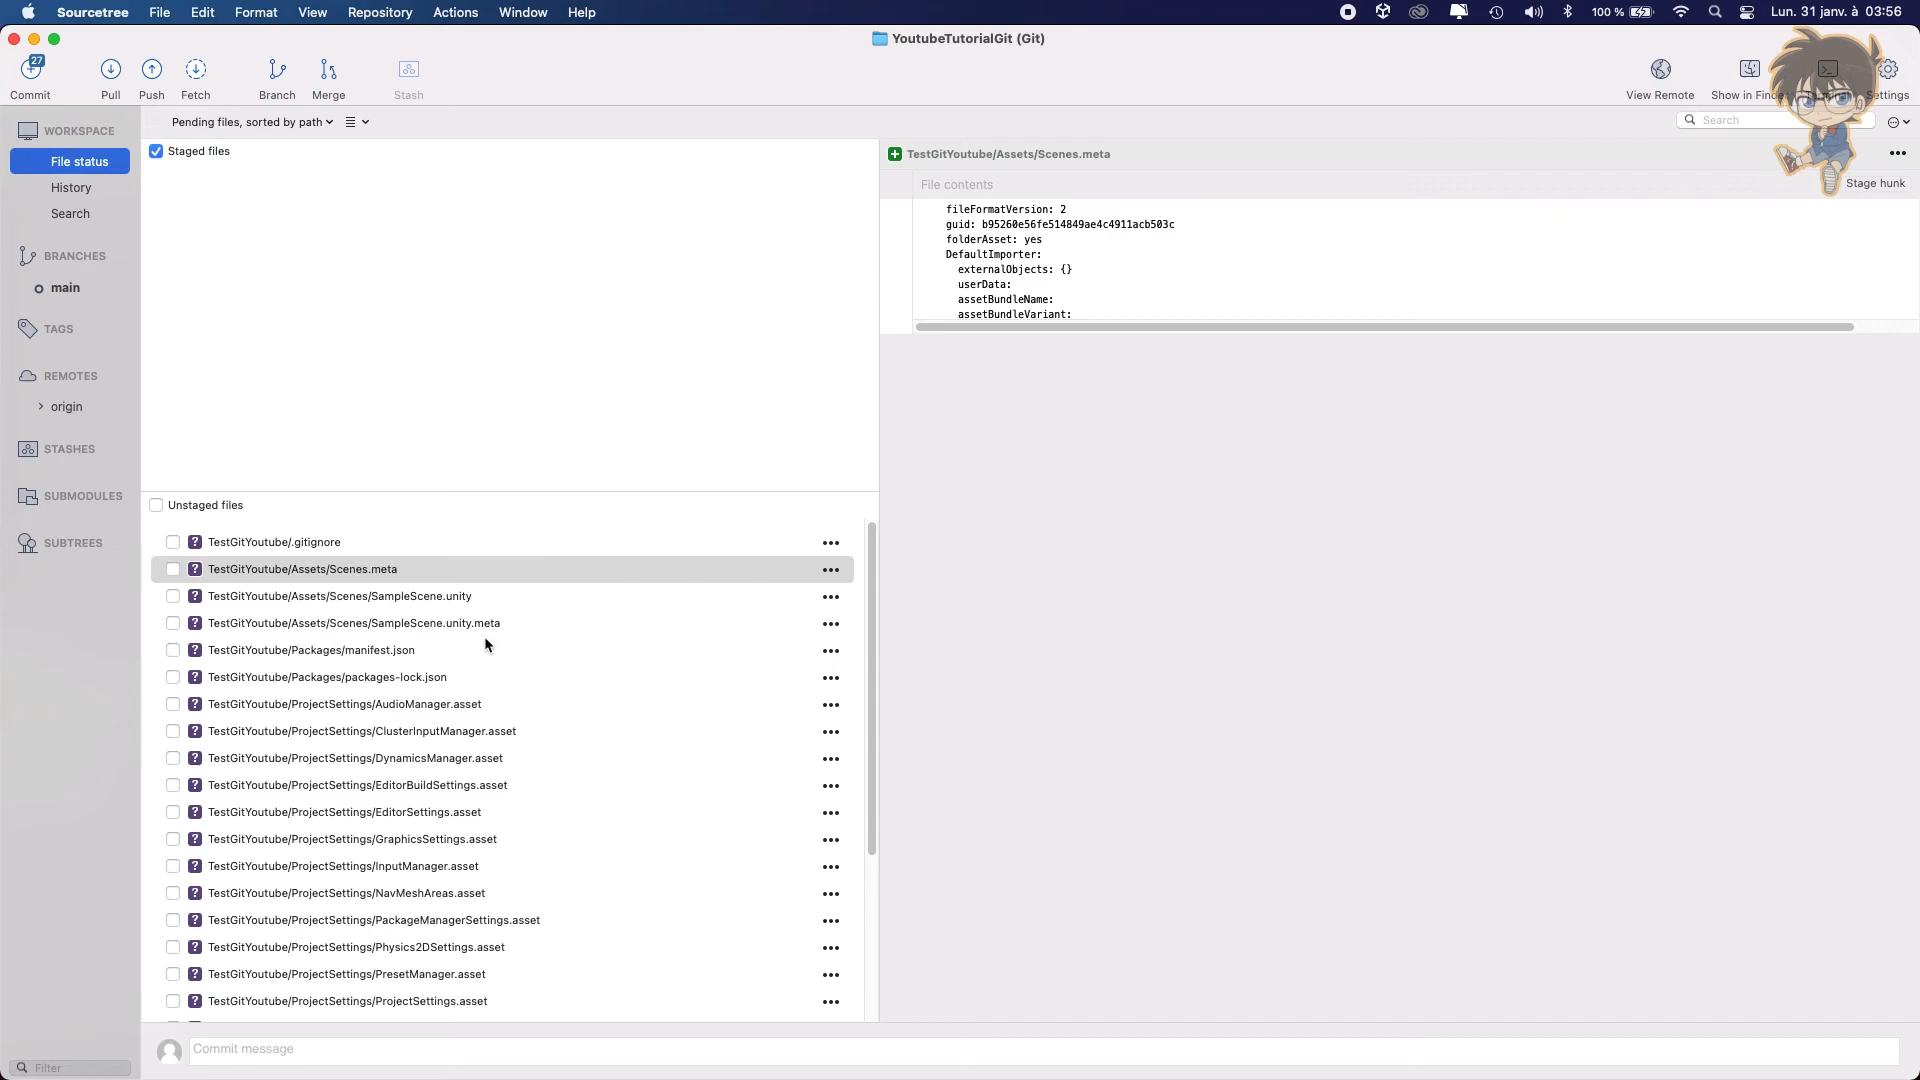 Sourcetree File Edit Format View Repository Actions Window Help 100 % Lun. 31 janv. à 03:56
YoutubeTutorialGit (Git)
27
Commit Pull Push Fetch Branch Merge Stash View Remote Show in Finder Settings
WORKSPACE
Pending files, sorted by path
Search
File status
History
Search
BRANCHES
main
TAGS
REMOTES
origin
STASHES
SUBMODULES
SUBTREES
Filter
Staged files
Unstaged files
TestGitYoutube/.gitignore
TestGitYoutube/Assets/Scenes.meta
TestGitYoutube/Assets/Scenes/SampleScene.unity
TestGitYoutube/Assets/Scenes/SampleScene.unity.meta
TestGitYoutube/Packages/manifest.json
TestGitYoutube/Packages/packages-lock.json
TestGitYoutube/ProjectSettings/AudioManager.asset
TestGitYoutube/ProjectSettings/ClusterInputManager.asset
TestGitYoutube/ProjectSettings/DynamicsManager.asset
TestGitYoutube/ProjectSettings/EditorBuildSettings.asset
TestGitYoutube/ProjectSettings/EditorSettings.asset
TestGitYoutube/ProjectSettings/GraphicsSettings.asset
TestGitYoutube/ProjectSettings/InputManager.asset
TestGitYoutube/ProjectSettings/NavMeshAreas.asset
TestGitYoutube/ProjectSettings/PackageManagerSettings.asset
TestGitYoutube/ProjectSettings/Physics2DSettings.asset
TestGitYoutube/ProjectSettings/PresetManager.asset
TestGitYoutube/ProjectSettings/ProjectSettings.asset
TestGitYoutube/Assets/Scenes.meta
File contents
Stage hunk
fileFormatVersion: 2
guid: b95260e56fe514849ae4c4911acb503c
folderAsset: yes
DefaultImporter:
externalObjects: {}
userData:
assetBundleName:
assetBundleVariant:
Commit message